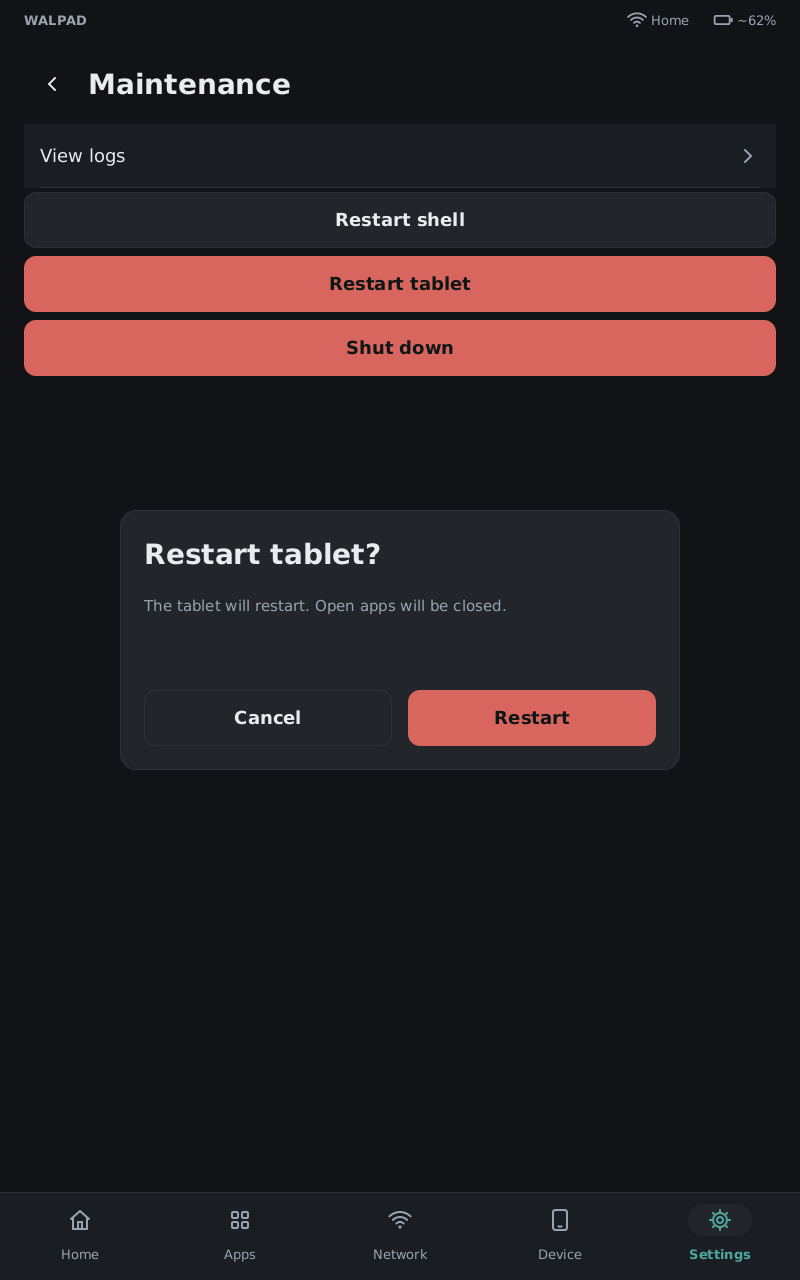 WALPAD
Home
~62%
Maintenance
View logs
Restart shell
Restart tablet
Shut down
Restart tablet?
The tablet will restart. Open apps will be closed.
Cancel
Restart
Home
Apps
Network
Device
Settings